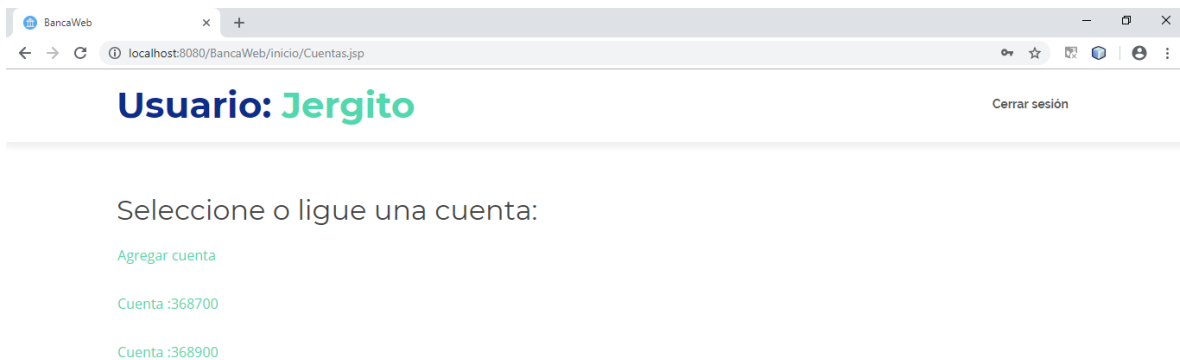 BancaWeb
localhost:8080/BancaWeb/inicio/Cuentas.jsp
Usuario: Jergito
Cerrar sesión
Seleccione o ligue una cuenta:
Agregar cuenta
Cuenta :368700
Cuenta :368900